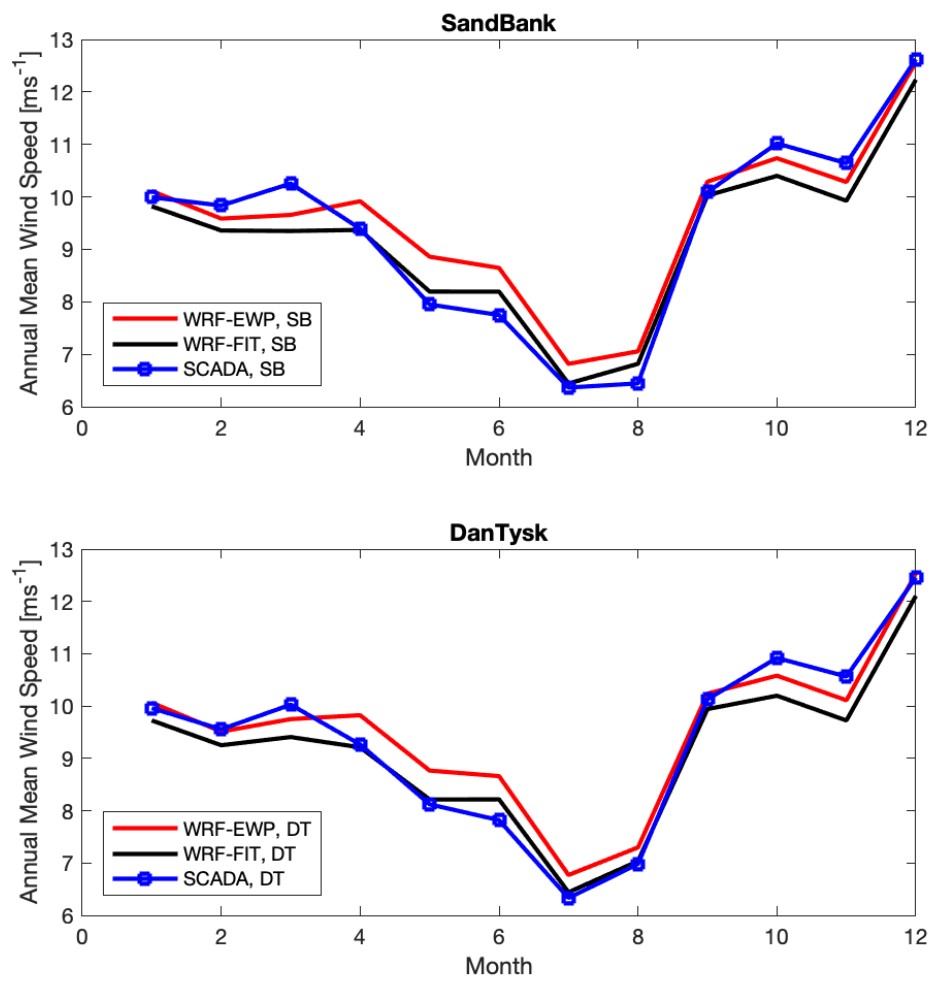 SandBank
Annual Mean Wind Speed [ms⁻¹]
13
12
11
10
9
8
7
6
WRF-EWP, SB
WRF-FIT, SB
SCADA, SB
0 2 4 6 8 10 12
Month
DanTysk
Annual Mean Wind Speed [ms⁻¹]
13
12
11
10
9
8
7
6
WRF-EWP, DT
WRF-FIT, DT
SCADA, DT
0 2 4 6 8 10 12
Month